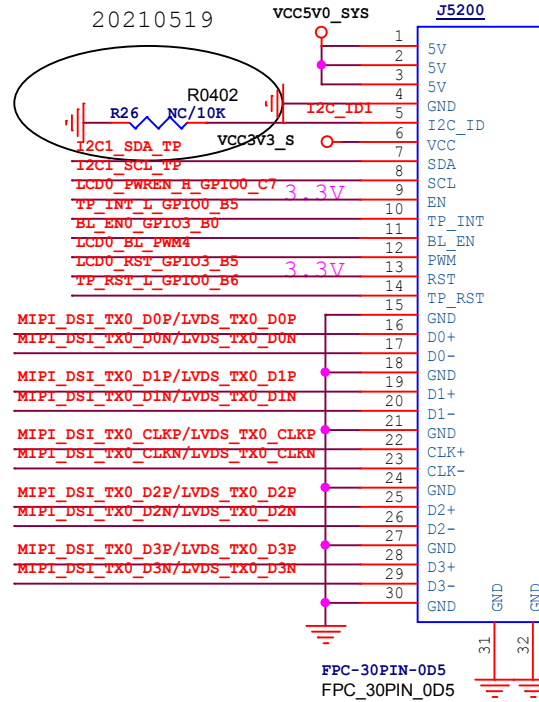 20210519
VCC5V0_SYS
J5200
1 5V
2 5V
3 5V
4 GND
R0402
R26 NC/10K
I2C_ID1 5 I2C_ID
VCC3V3_S 6 VCC
I2C1_SDA_TP 7 SDA
I2C1_SCL_TP 8 SCL
LCD0_PWREN_H_GPIO0_C7 3.3V 9 EN
TP_INT_L_GPIO0_B5 10 TP_INT
BL_EN0_GPIO3_B0 11 BL_EN
LCD0_BL_PWM4 12 PWM
LCD0_RST_GPIO3_B5 3.3V 13 RST
TP_RST_L_GPIO0_B6 14 TP_RST
15 GND
MIPI_DSI_TX0_D0P/LVDS_TX0_D0P 16 D0+
MIPI_DSI_TX0_D0N/LVDS_TX0_D0N 17 D0-
18 GND
MIPI_DSI_TX0_D1P/LVDS_TX0_D1P 19 D1+
MIPI_DSI_TX0_D1N/LVDS_TX0_D1N 20 D1-
21 GND
MIPI_DSI_TX0_CLKP/LVDS_TX0_CLKP 22 CLK+
MIPI_DSI_TX0_CLKN/LVDS_TX0_CLKN 23 CLK-
24 GND
MIPI_DSI_TX0_D2P/LVDS_TX0_D2P 25 D2+
MIPI_DSI_TX0_D2N/LVDS_TX0_D2N 26 D2-
27 GND
MIPI_DSI_TX0_D3P/LVDS_TX0_D3P 28 D3+
MIPI_DSI_TX0_D3N/LVDS_TX0_D3N 29 D3-
30 GND
31 GND
32 GND
FPC-30PIN-0D5
FPC_30PIN_0D5